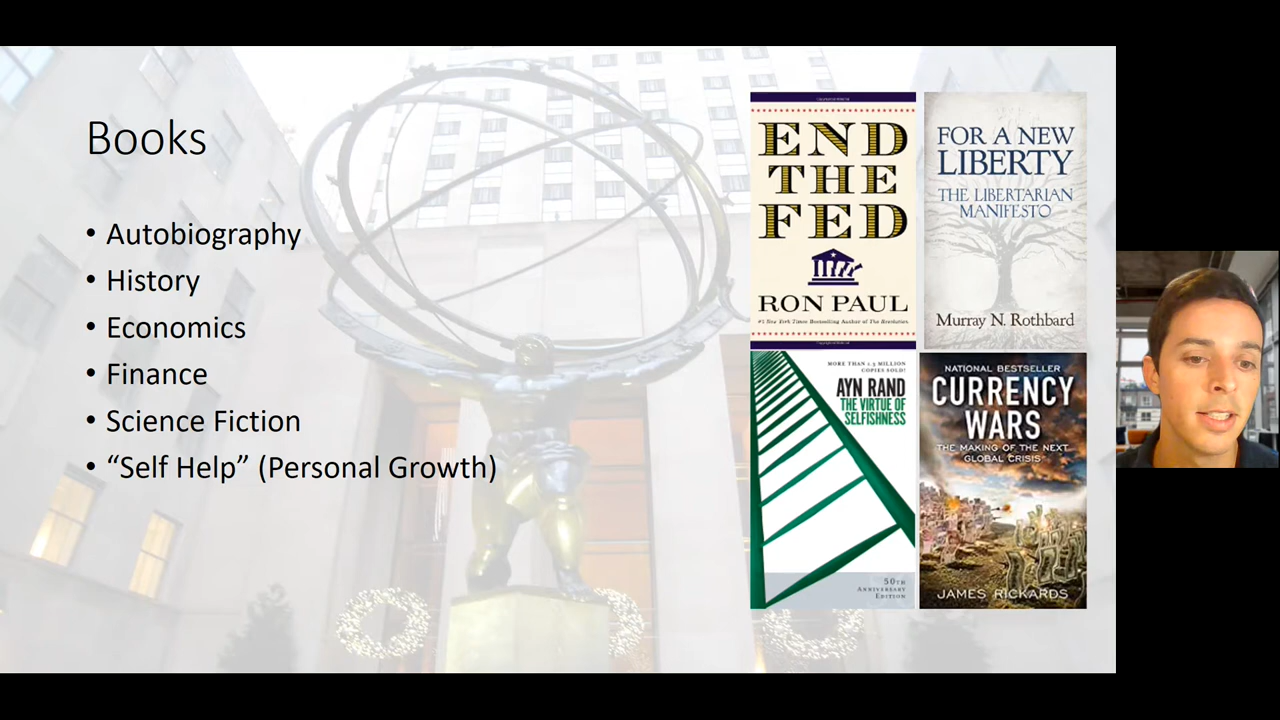 Books
• Autobiography
• History
• Economics
• Finance
• Science Fiction
• “Self Help” (Personal Growth)
END
THE
FED
RON PAUL
#1 New York Times Bestselling Author of The Revolution
FOR A NEW
LIBERTY
THE LIBERTARIAN
MANIFESTO
Murray N. Rothbard
MORE THAN 1.3 MILLION
COPIES SOLD!
AYN RAND
THE VIRTUE OF
SELFISHNESS
50TH
ANNIVERSARY
EDITION
NATIONAL BESTSELLER
CURRENCY
WARS
THE MAKING OF THE NEXT
GLOBAL CRISIS
JAMES RICKARDS